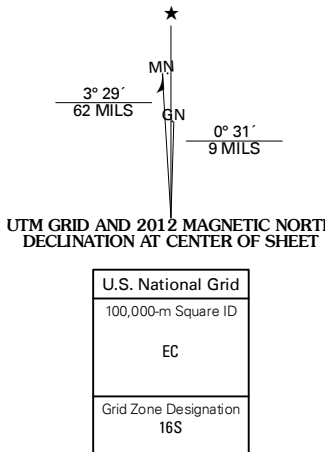 ★
MN
3° 29´
62 MILS
GN
0° 31´
9 MILS
UTM GRID AND 2012 MAGNETIC NORTH
DECLINATION AT CENTER OF SHEET
U.S. National Grid
100,000-m Square ID
EC
Grid Zone Designation
16S